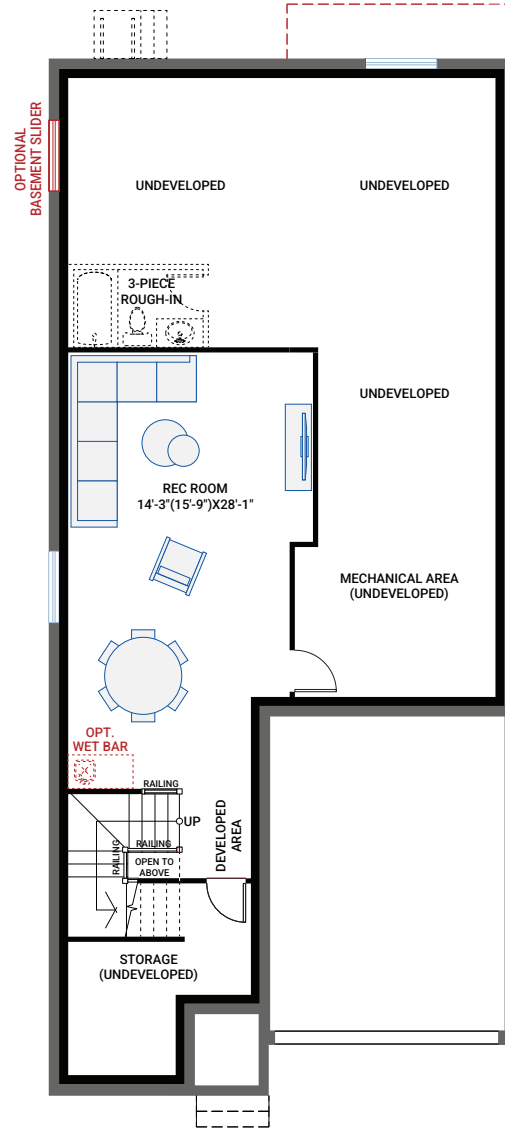 OPTIONAL
BASEMENT SLIDER
UNDEVELOPED
UNDEVELOPED
3-PIECE
ROUGH-IN
UNDEVELOPED
REC ROOM
14'-3"(15'-9")X28'-1"
MECHANICAL AREA
(UNDEVELOPED)
OPT.
WET BAR
RAILING
UP
DEVELOPED
AREA
RAILING
RAILING
OPEN TO
ABOVE
STORAGE
(UNDEVELOPED)